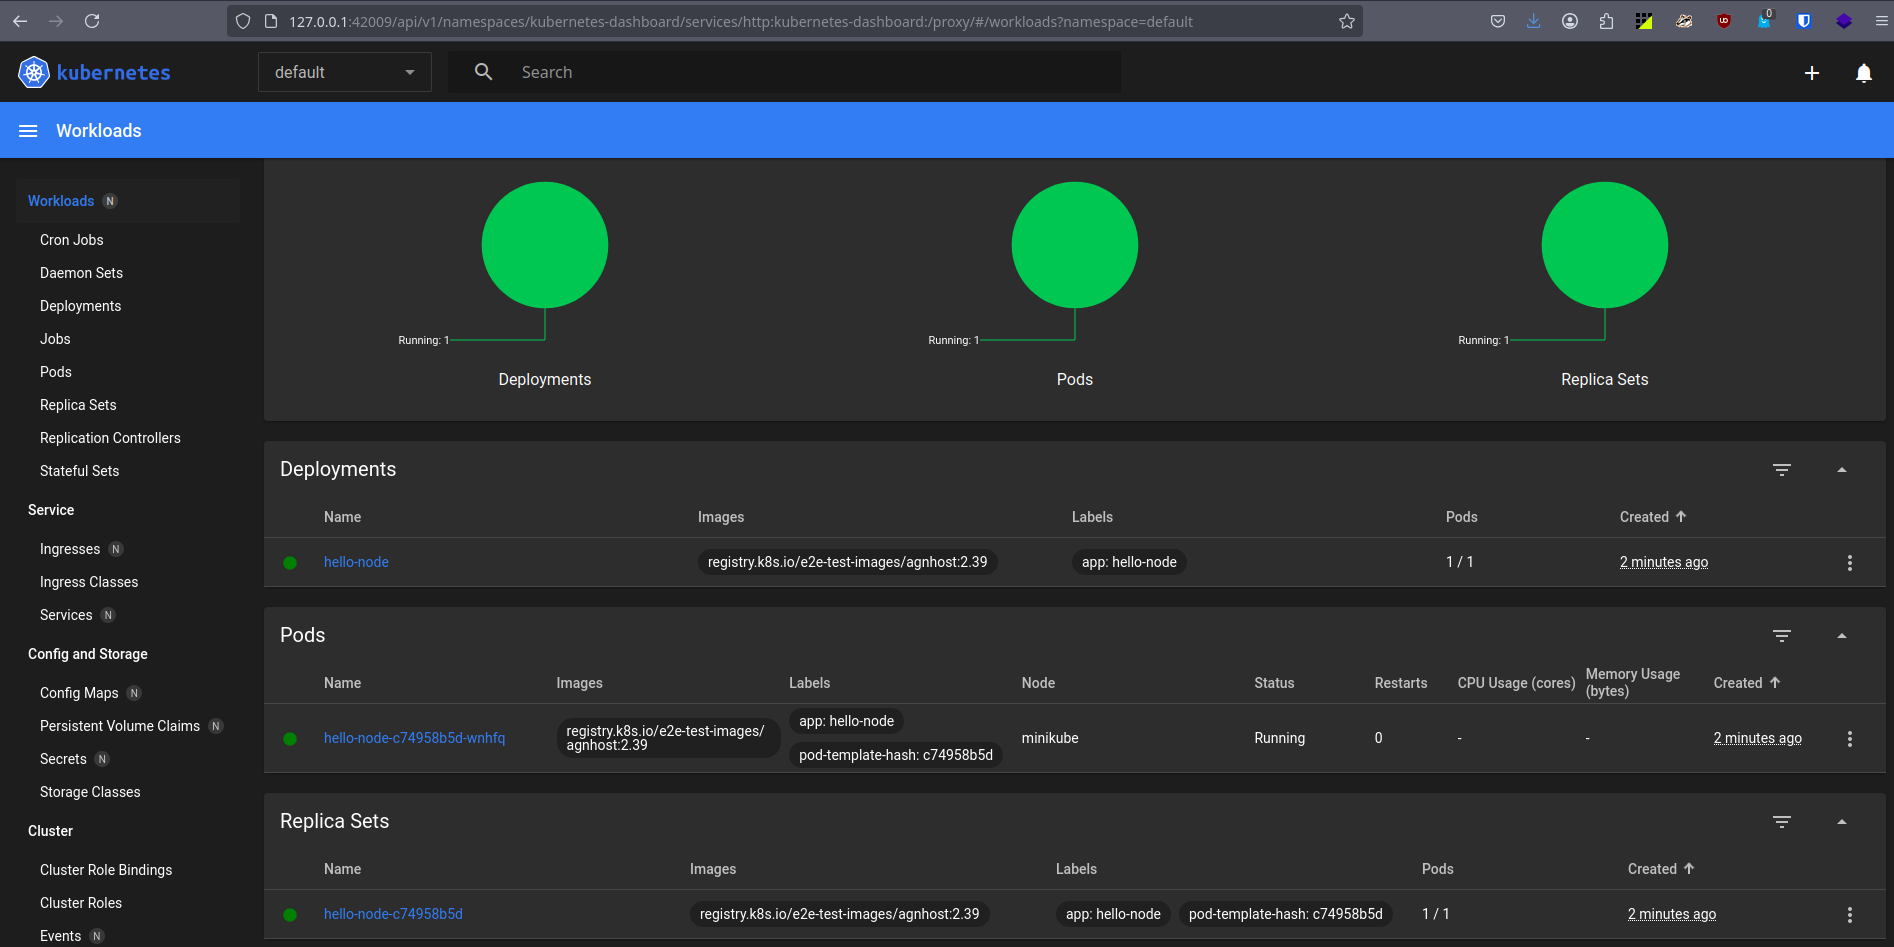 127.0.0.1:42009/api/v1/namespaces/kubernetes-dashboard/services/http:kubernetes-dashboard:/proxy/#/workloads?namespace=default
UD
0
kubernetes
default
Search
Workloads
Workloads N
Cron Jobs
Daemon Sets
Deployments
Jobs
Pods
Replica Sets
Replication Controllers
Stateful Sets
Service
Ingresses N
Ingress Classes
Services N
Config and Storage
Config Maps N
Persistent Volume Claims N
Secrets N
Storage Classes
Cluster
Cluster Role Bindings
Cluster Roles
Events N
Running: 1
Deployments
Running: 1
Pods
Running: 1
Replica Sets
Deployments
Name Images Labels Pods Created
hello-node registry.k8s.io/e2e-test-images/agnhost:2.39 app: hello-node 1 / 1 2 minutes ago
Pods
Name Images Labels Node Status Restarts CPU Usage (cores) Memory Usage
(bytes) Created
hello-node-c74958b5d-wnhfq registry.k8s.io/e2e-test-images/
agnhost:2.39
app: hello-node
pod-template-hash: c74958b5d
minikube Running 0 - - 2 minutes ago
Replica Sets
Name Images Labels Pods Created
hello-node-c74958b5d registry.k8s.io/e2e-test-images/agnhost:2.39 app: hello-node pod-template-hash: c74958b5d 1 / 1 2 minutes ago